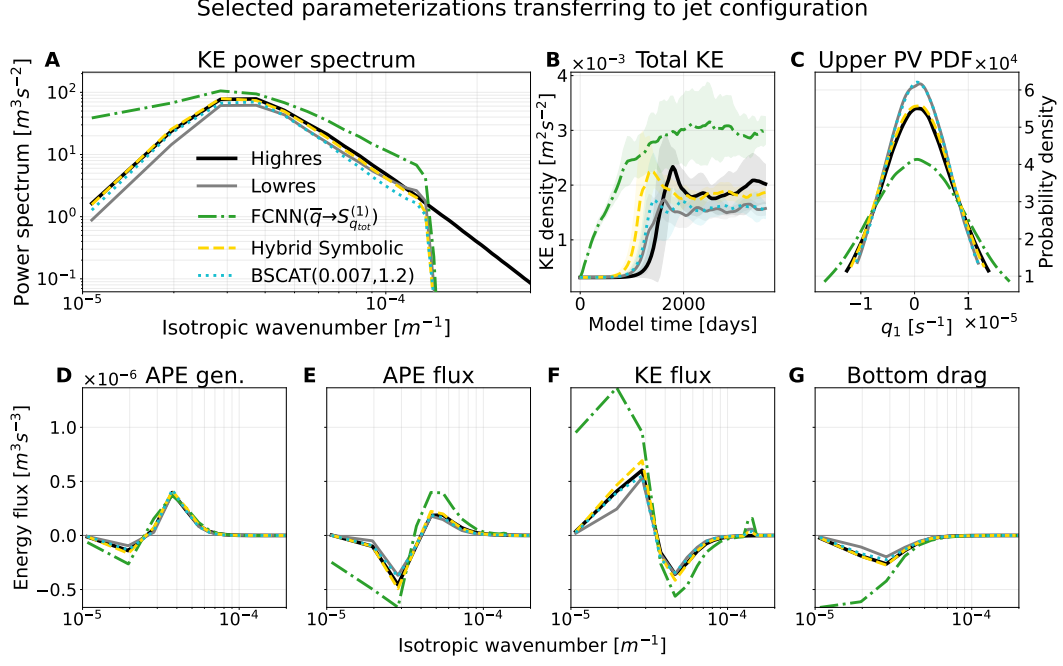 Selected parameterizations transferring to jet configuration
A KE power spectrum
B Total KE
C Upper PV PDF
×10⁻³
×10⁴
Power spectrum [m³s⁻²]
10²
10¹
10⁰
10⁻¹
Highres
Lowres
FCNN(q̅→S_{q_{tot}}^{(1)})
Hybrid Symbolic
BSCAT(0.007,1.2)
10⁻⁵
10⁻⁴
Isotropic wavenumber [m⁻¹]
KE density [m²s⁻²]
4
3
2
1
0
2000
Model time [days]
6
5
4
3
2
1
Probability density
−1
0
1
×10⁻⁵
q₁ [s⁻¹]
D ×10⁻⁶ APE gen.
E APE flux
F KE flux
G Bottom drag
Energy flux [m³s⁻³]
1.0
0.5
0.0
−0.5
10⁻⁵
10⁻⁴
10⁻⁵
10⁻⁴
10⁻⁵
10⁻⁴
10⁻⁵
10⁻⁴
Isotropic wavenumber [m⁻¹]